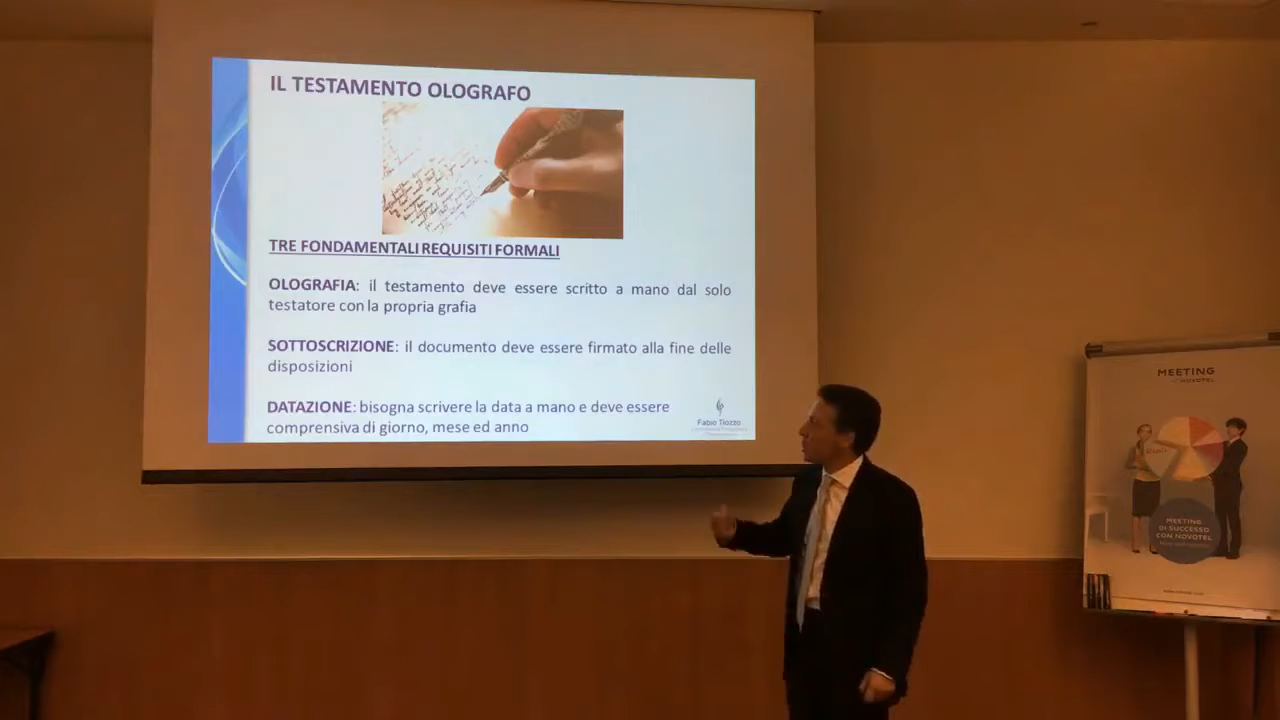 IL TESTAMENTO OLOGRAFO
TRE FONDAMENTALI REQUISITI FORMALI
OLOGRAFIA: il testamento deve essere scritto a mano dal solo
testatore con la propria grafia
SOTTOSCRIZIONE: il documento deve essere firmato alla fine delle
disposizioni
DATAZIONE: bisogna scrivere la data a mano e deve essere
comprensiva di giorno, mese ed anno
Fabio Tiozzo
MEETING
NOVOTEL
MEETING
DI SUCCESSO
CON NOVOTEL